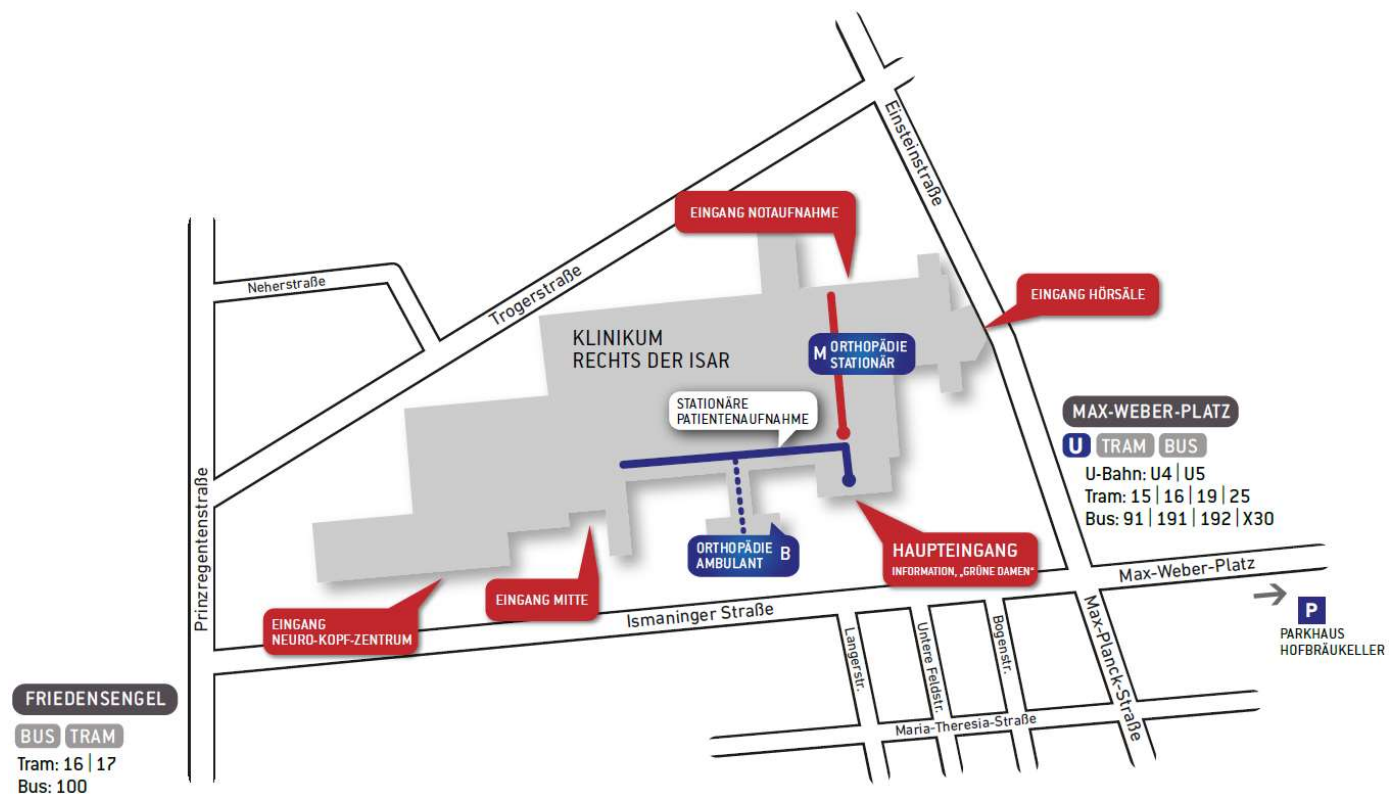 Einsteinstraße
EINGANG NOTAUFNAHME
Neherstraße
Trogerstraße
EINGANG HÖRSÄLE
KLINIKUM
RECHTS DER ISAR
M ORTHOPÄDIE
STATIONÄR
STATIONÄRE
PATIENTENAUFNAHME
MAX-WEBER-PLATZ
U TRAM BUS
U-Bahn: U4 | U5
Tram: 15 | 16 | 19 | 25
Bus: 91 | 191 | 192 | X30
Prinzregentenstraße
ORTHOPÄDIE
AMBULANT B
HAUPTEINGANG
INFORMATION, „GRÜNE DAMEN“
EINGANG MITTE
EINGANG
NEURO-KOPF-ZENTRUM
Ismaninger Straße
Max-Weber-Platz
P
PARKHAUS
HOFBRÄUKELLER
Langerstr.
Untere Feldstr.
Bogenstr.
Max-Planck-Straße
Maria-Theresia-Straße
FRIEDENSENGEL
BUS TRAM
Tram: 16 | 17
Bus: 100